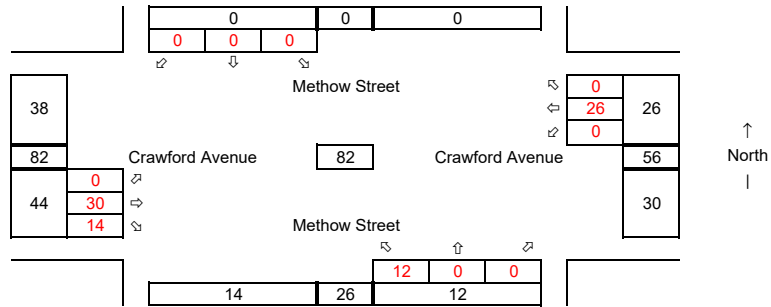 0 0 0
0 0 0
⬃ ⇩ ⬂
Methow Street
⬁ 0
38 ⇦ 26 26
⬃ 0 ↑
82 Crawford Avenue 82 Crawford Avenue 56 North
0 ⬀ |
44 30 ⇨ 30
14 ⬂ Methow Street
⬁ ⇧ ⬀
12 0 0
14 26 12